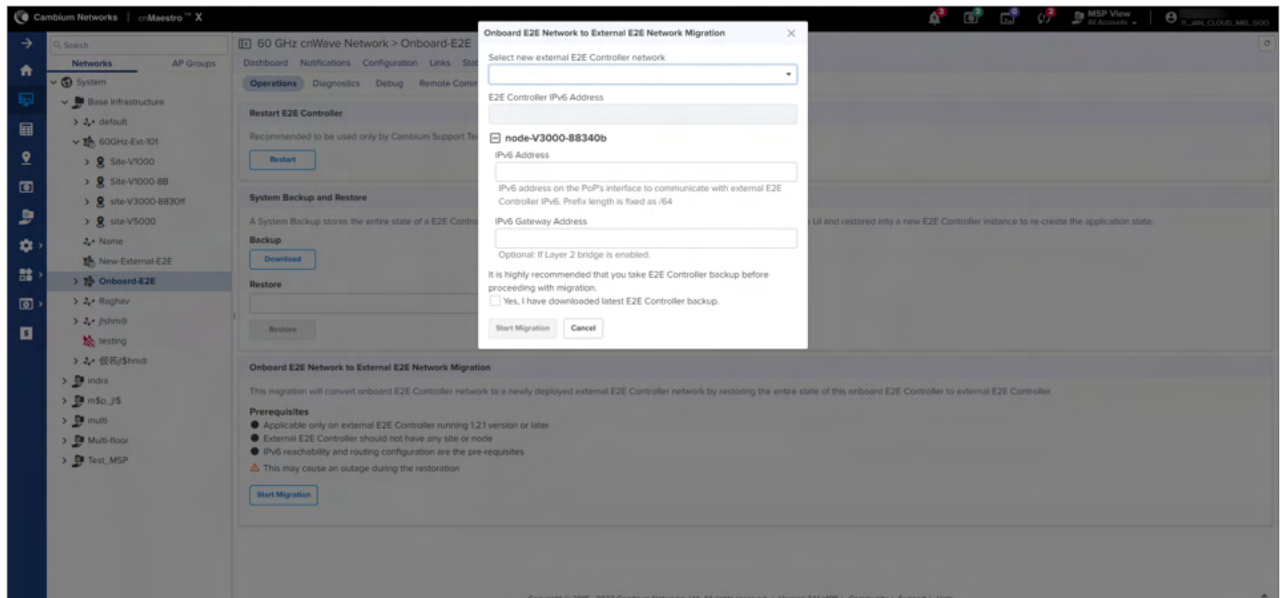 Cambium Networks | cnMaestro™ X
3 3 0 2 MSP View
All Accounts
11_JAN_CLOUD_MIG_GOO
Search
Networks AP Groups
System
Base Infrastructure
default
60GHz-Ext-101
Site-V1000
Site-V1000-8B
site-V3000-8830ff
site-V5000
Name
New-External-E2E
Onboard-E2E
Raghav
j!shm@
testing
indra
m$p_j!$
multi
Multi-floor
Test_MSP
60 GHz cnWave Network > Onboard-E2E
Dashboard Notifications Configuration Links
Operations Diagnostics Debug Remote Comm
Restart E2E Controller
Recommended to be used only by Cambium Support
Restart
System Backup and Restore
A System Backup stores the entire state of a E2E Contro UI and restored into a new E2E Controller instance to re-create the application state.
Backup
Download
Restore
Restore
Onboard E2E Network to External E2E Network Migration
This migration will convert onboard E2E Controller network to a newly deployed external E2E Controller network by restoring the entire state of this onboard E2E Controller to external E2E Controller.
Prerequisites
Applicable only on external E2E Controller running 1.2.1 version or later
External E2E Controller should not have any site or node
IPv6 reachability and routing configuration are the pre-requisites
This may cause an outage during the restoration
Start Migration
Onboard E2E Network to External E2E Network Migration
Select new external E2E Controller network
E2E Controller IPv6 Address
node-V3000-88340b
IPv6 Address
IPv6 address on the PoP's interface to communicate with external E2E
Controller IPv6. Prefix length is fixed as /64
IPv6 Gateway Address
Optional: If Layer 2 bridge is enabled.
It is highly recommended that you take E2E Controller backup before
proceeding with migration.
Yes, I have downloaded latest E2E Controller backup.
Start Migration Cancel